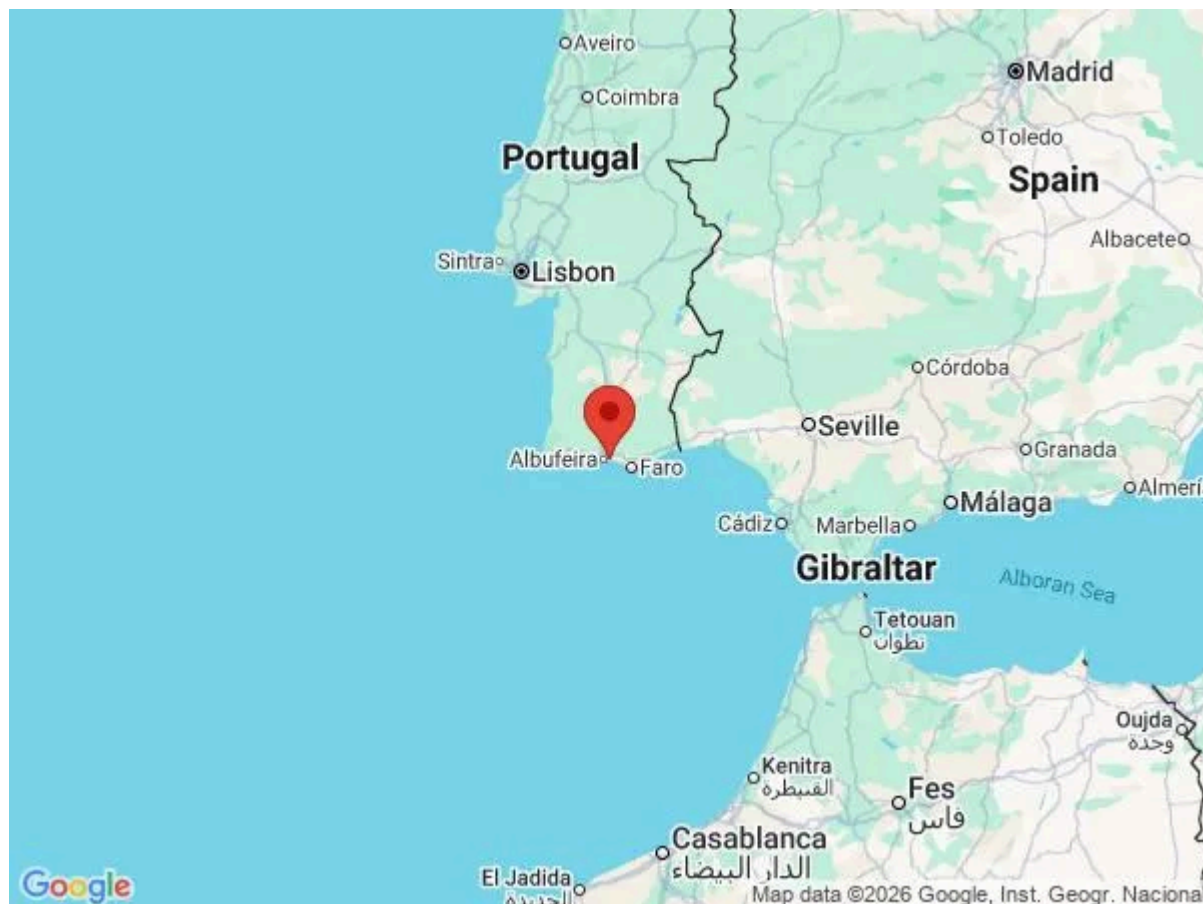 Aveiro
Madrid
Coimbra
Toledo
Portugal
Spain
Albacete
Sintra
Lisbon
Córdoba
Seville
Granada
Albufeira
Faro
Almerí
Málaga
Cádiz
Marbella
Gibraltar
Alboran Sea
Tetouan
تطوان
Oujda
وجدة
Kenitra
القنيطرة
Fes
فاس
Casablanca
الدار البيضاء
El Jadida
الجديدة
Google
Map data ©2026 Google, Inst. Geogr. Naciona